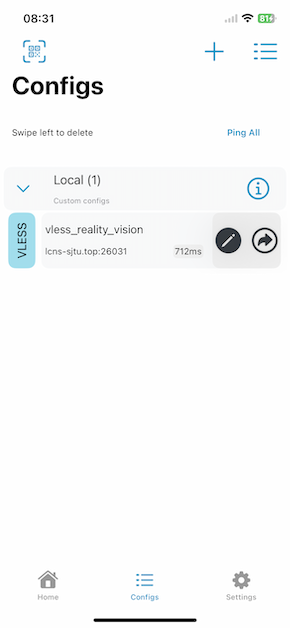 08:31
81
Configs
Swipe left to delete
Ping All
Local (1)
Custom configs
VLESS
vless_reality_vision
lcns-sjtu.top:26031
712ms
Home
Configs
Settings